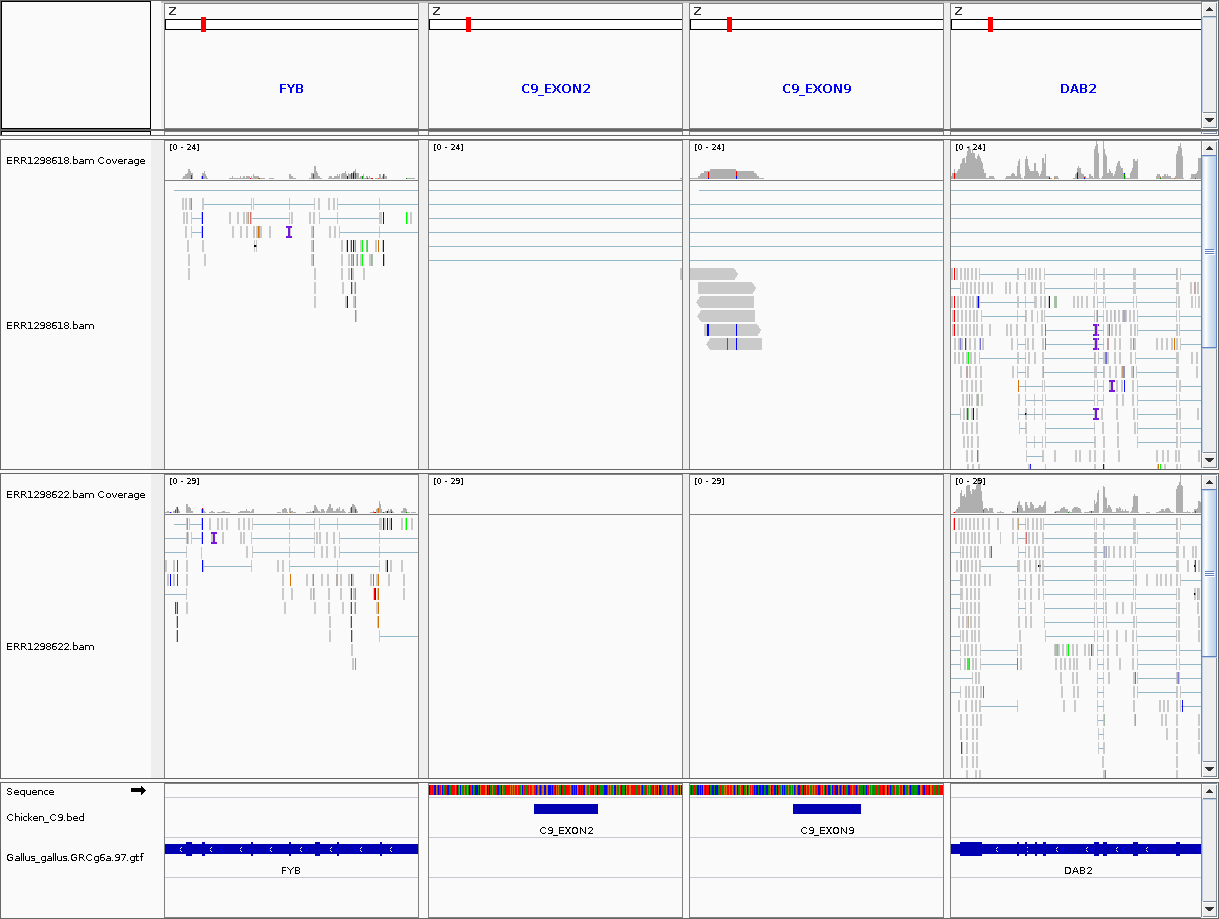 Z Z Z Z
FYB C9_EXON2 C9_EXON9 DAB2
[0 - 24] [0 - 24] [0 - 24] [0 - 24]
ERR1298618.bam Coverage
ERR1298618.bam
[0 - 29] [0 - 29] [0 - 29] [0 - 29]
ERR1298622.bam Coverage
ERR1298622.bam
Sequence
Chicken_C9.bed
C9_EXON2 C9_EXON9
Gallus_gallus.GRCg6a.97.gtf
FYB DAB2